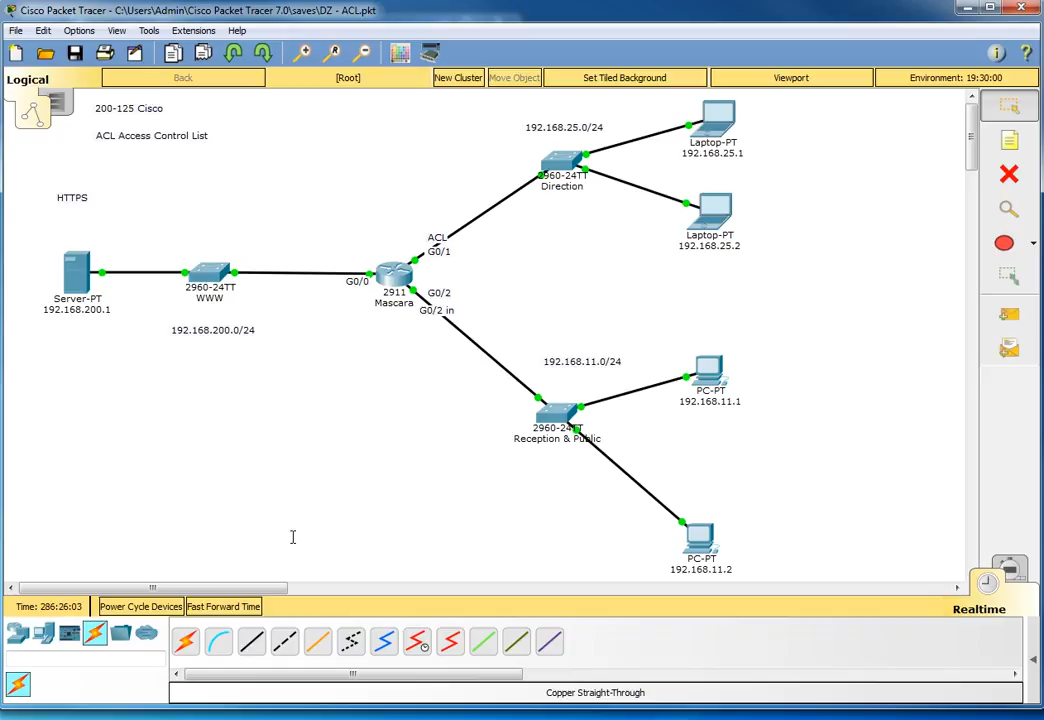 Cisco Packet Tracer - C:\Users\Admin\Cisco Packet Tracer 7.0\saves\DZ - ACL.pkt
File Edit Options View Tools Extensions Help
Logical Back [Root] New Cluster Move Object Set Tiled Background Viewport Environment: 19:30:00
200-125 Cisco
ACL Access Control List
HTTPS
192.168.25.0/24
Laptop-PT
192.168.25.1
2960-24TT
Direction
Laptop-PT
192.168.25.2
ACL
G0/1
G0/0
2911
Mascara
G0/2
G0/2 in
Server-PT
192.168.200.1
2960-24TT
WWW
192.168.200.0/24
192.168.11.0/24
PC-PT
192.168.11.1
2960-24TT
Reception & Public
PC-PT
192.168.11.2
Time: 286:26:03 Power Cycle Devices Fast Forward Time Realtime
Copper Straight-Through